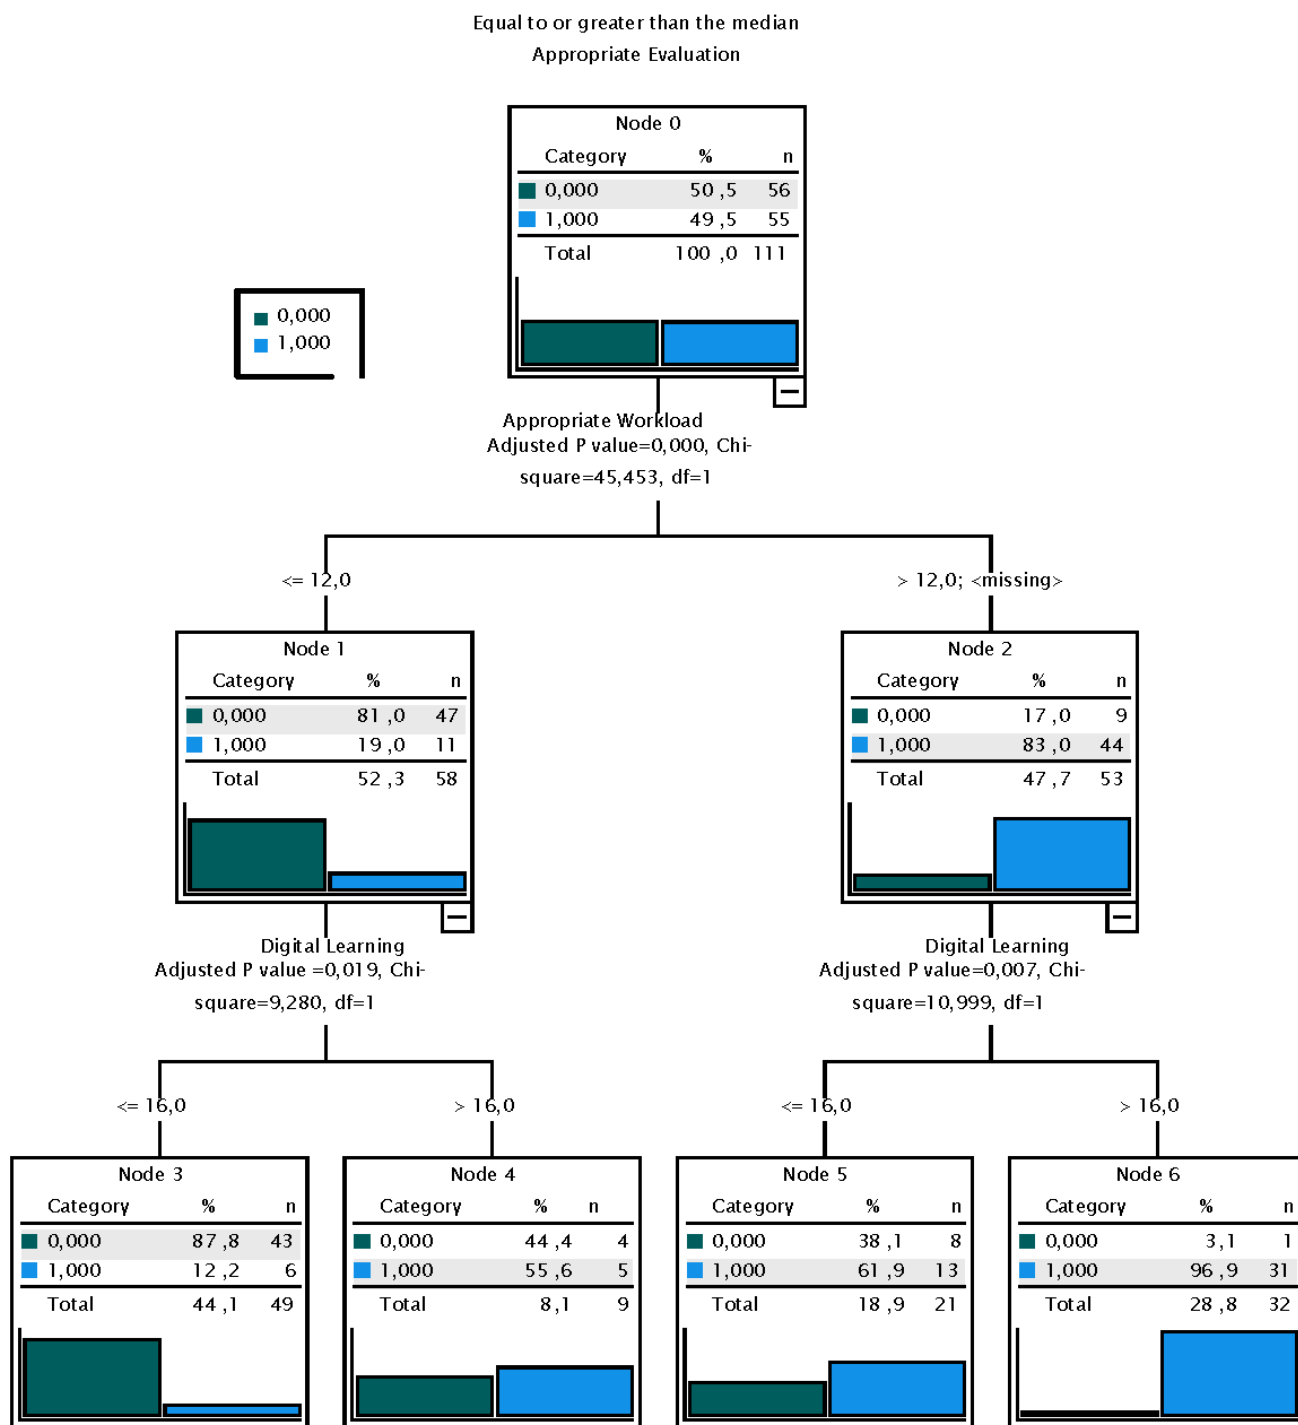 Equal to or greater than the median
Appropriate Evaluation
Node 0
Category % n
0,000 50 ,5 56
1,000 49 ,5 55
Total 100 ,0 111
0,000
1,000
Appropriate Workload
Adjusted P value=0,000, Chi-
square=45,453, df=1
<= 12,0
> 12,0; <missing>
Node 1
Category % n
0,000 81 ,0 47
1,000 19 ,0 11
Total 52 ,3 58
Node 2
Category % n
0,000 17 ,0 9
1,000 83 ,0 44
Total 47 ,7 53
Digital Learning
Adjusted P value =0,019, Chi-
square=9,280, df=1
Digital Learning
Adjusted P value=0,007, Chi-
square=10,999, df=1
<= 16,0
> 16,0
<= 16,0
> 16,0
Node 3
Category % n
0,000 87 ,8 43
1,000 12 ,2 6
Total 44 ,1 49
Node 4
Category % n
0,000 44 ,4 4
1,000 55 ,6 5
Total 8 ,1 9
Node 5
Category % n
0,000 38 ,1 8
1,000 61 ,9 13
Total 18 ,9 21
Node 6
Category % n
0,000 3 ,1 1
1,000 96 ,9 31
Total 28 ,8 32